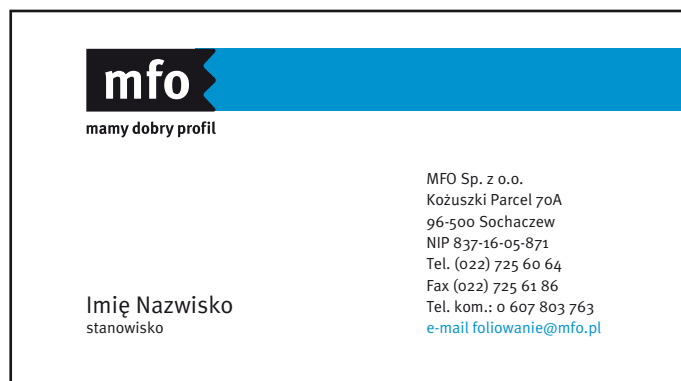 mfo
mamy dobry profil
MFO Sp. z o.o.
Kożuszki Parcel 70A
96-500 Sochaczew
NIP 837-16-05-871
Tel. (022) 725 60 64
Fax (022) 725 61 86
Tel. kom.: 0 607 803 763
e-mail foliowanie@mfo.pl
Imię Nazwisko
stanowisko